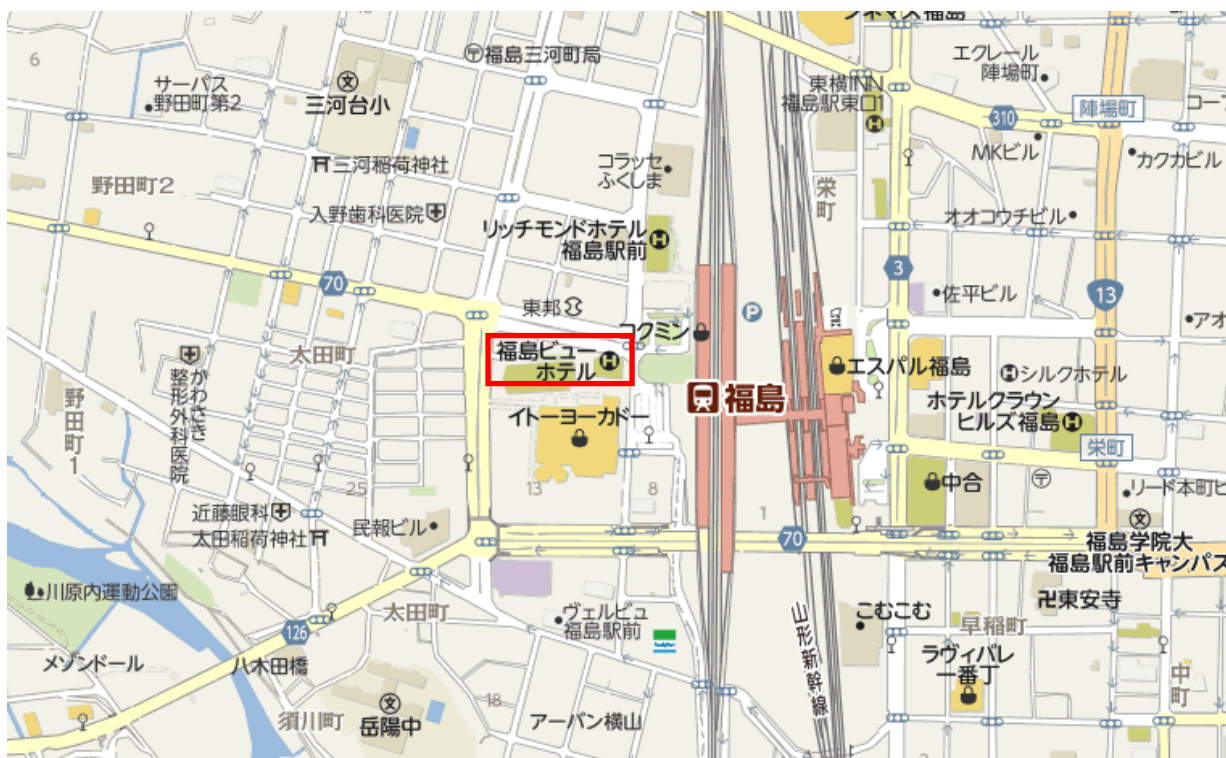 シネマズ福島
6
福島三河町局
エクレール
陣場町
サーパス
野田町第2
三河台小
東横INN
福島駅東口1
310
陣場町
コープ
MKビル
カクカビル
三河稲荷神社
コラッセ
ふくしま
野田町2
栄町
入野歯科医院
リッチモンドホテル
福島駅前
オオコウチビル
3
70
13
佐平ビル
東邦
P
コクミン
アオ
太田町
福島ビュー
ホテル
エスパル福島
シルクホテル
かわさき
整形外科医院
野田町1
福島
ホテルクラウン
ヒルズ福島
イトーヨーカドー
栄町
中合
25
13
8
1
リード本町ビ
近藤眼科
太田稲荷神社
民報ビル
70
福島学院大
福島駅前キャンパス
川原内運動公園
126
太田町
ヴェルビュ
福島駅前
FamilyMart
山形新幹線
こむこむ
早稲町
卍東安寺
メゾンドール
八木田橋
ラヴィバレ
一番丁
中町
須川町
岳陽中
18
アーバン横山